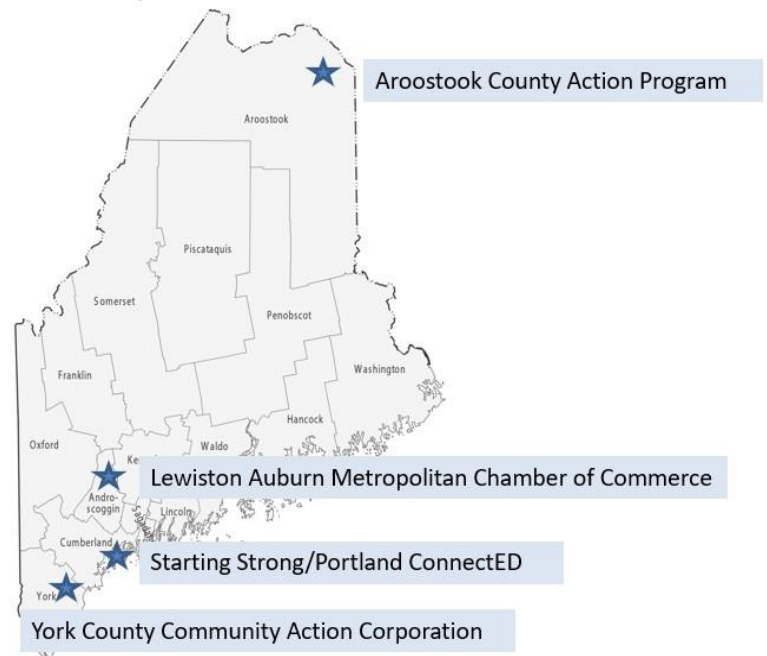 Aroostook County Action Program
Aroostook
Piscataquis
Somerset
Penobscot
Franklin
Washington
Hancock
Oxford
Waldo
Lewiston Auburn Metropolitan Chamber of Commerce
Andro-
scoggin
Lincoln
Cumberland
Starting Strong/Portland ConnectED
York
York County Community Action Corporation